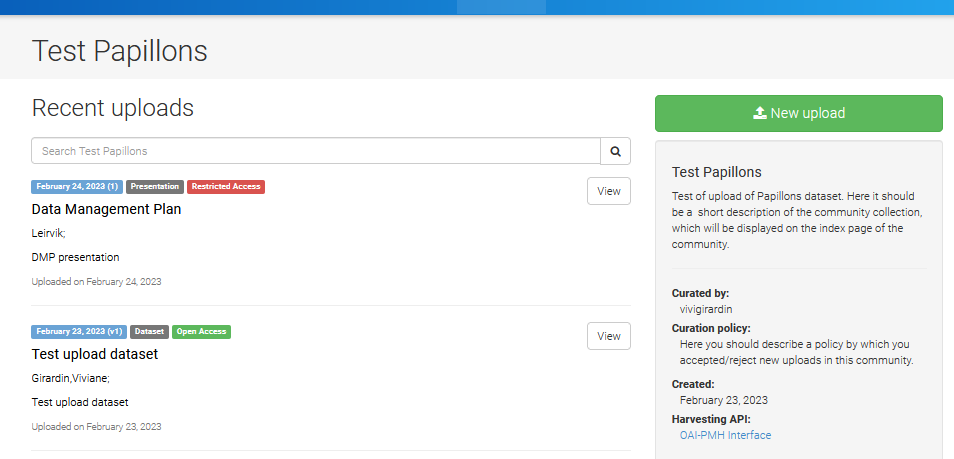 Test Papillons
Recent uploads
Search Test Papillons
February 24, 2023 (1) Presentation Restricted Access
View
Data Management Plan
Leirvik;
DMP presentation
Uploaded on February 24, 2023
February 23, 2023 (v1) Dataset Open Access
View
Test upload dataset
Girardin,Viviane;
Test upload dataset
Uploaded on February 23, 2023
New upload
Test Papillons
Test of upload of Papillons dataset. Here it should
be a short description of the community collection,
which will be displayed on the index page of the
community.
Curated by:
vivigirardin
Curation policy:
Here you should describe a policy by which you
accepted/reject new uploads in this community.
Created:
February 23, 2023
Harvesting API:
OAI-PMH Interface